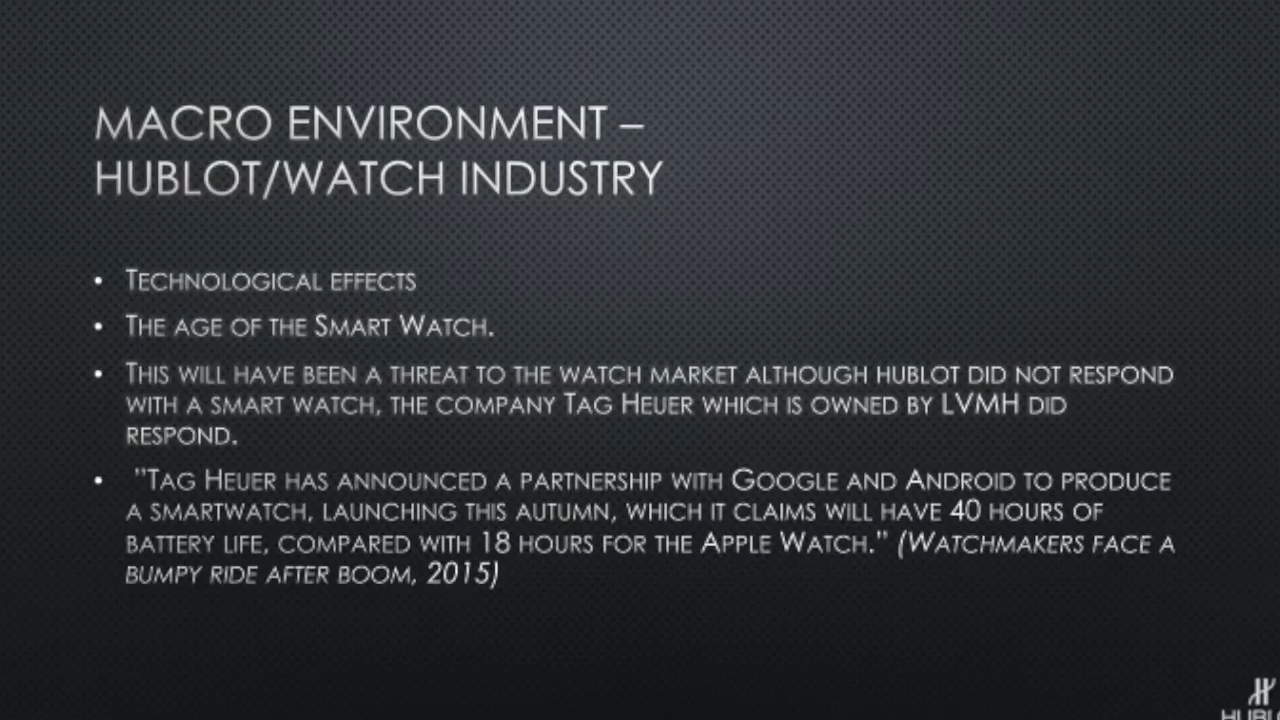 MACRO ENVIRONMENT –
HUBLOT/WATCH INDUSTRY
• TECHNOLOGICAL EFFECTS
• THE AGE OF THE SMART WATCH.
• THIS WILL HAVE BEEN A THREAT TO THE WATCH MARKET ALTHOUGH HUBLOT DID NOT RESPOND
WITH A SMART WATCH, THE COMPANY TAG HEUER WHICH IS OWNED BY LVMH DID
RESPOND.
• "TAG HEUER HAS ANNOUNCED A PARTNERSHIP WITH GOOGLE AND ANDROID TO PRODUCE
A SMARTWATCH, LAUNCHING THIS AUTUMN, WHICH IT CLAIMS WILL HAVE 40 HOURS OF
BATTERY LIFE, COMPARED WITH 18 HOURS FOR THE APPLE WATCH." (WATCHMAKERS FACE A
BUMPY RIDE AFTER BOOM, 2015)